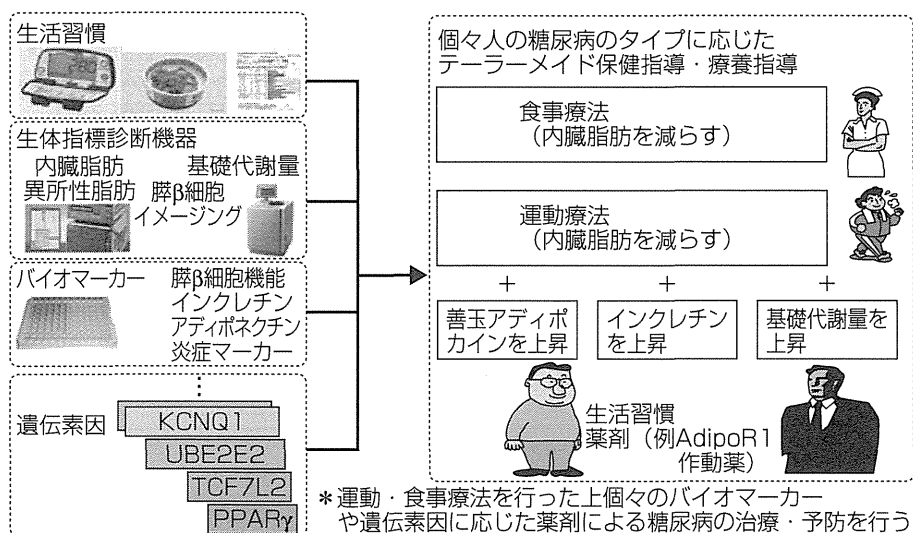 生活習慣
生体指標診断機器
内臓脂肪 基礎代謝量
異所性脂肪 膵β細胞
イメージング
バイオマーカー 膵β細胞機能
インクレチン
アディポネクチン
炎症マーカー
遺伝素因
KCNQ1
UBE2E2
TCF7L2
PPARγ
個々人の糖尿病のタイプに応じた
テーラーメイド保健指導・療養指導
食事療法
（内臓脂肪を減らす）
運動療法
（内臓脂肪を減らす）
+ + +
善玉アディポ
カインを上昇
インクレチン
を上昇
基礎代謝量を
上昇
生活習慣
薬剤（例AdipoR1
作動薬）
＊運動・食事療法を行った上個々のバイオマーカー
や遺伝素因に応じた薬剤による糖尿病の治療・予防を行う